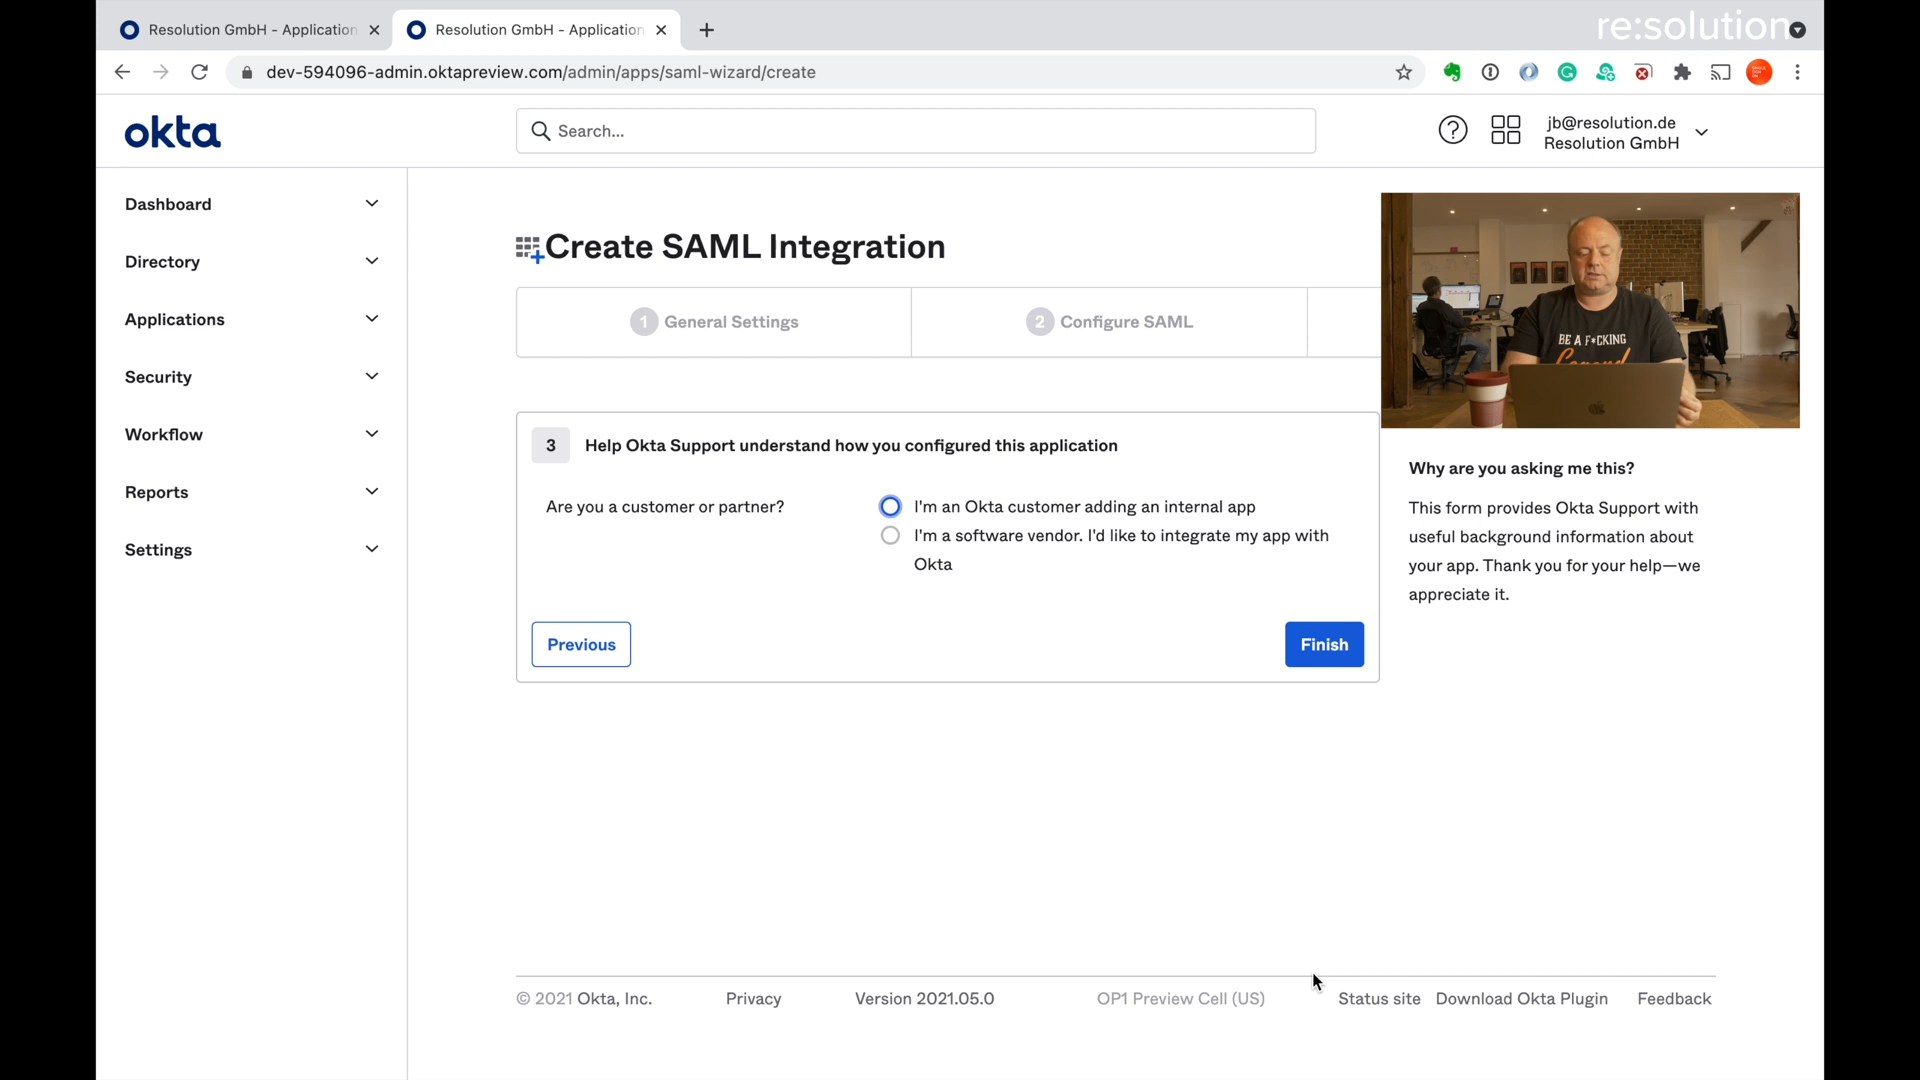 Resolution GmbH - Application
Resolution GmbH - Application
re:solution
dev-594096-admin.oktapreview.com/admin/apps/saml-wizard/create
okta
Search...
jb@resolution.de
Resolution GmbH
Dashboard
Directory
Applications
Security
Workflow
Reports
Settings
Create SAML Integration
1 General Settings
2 Configure SAML
BE A F*CKING
Legend
3 Help Okta Support understand how you configured this application
Are you a customer or partner?
I'm an Okta customer adding an internal app
I'm a software vendor. I'd like to integrate my app with
Okta
Previous
Finish
Why are you asking me this?
This form provides Okta Support with
useful background information about
your app. Thank you for your help—we
appreciate it.
© 2021 Okta, Inc.
Privacy
Version 2021.05.0
OP1 Preview Cell (US)
Status site
Download Okta Plugin
Feedback